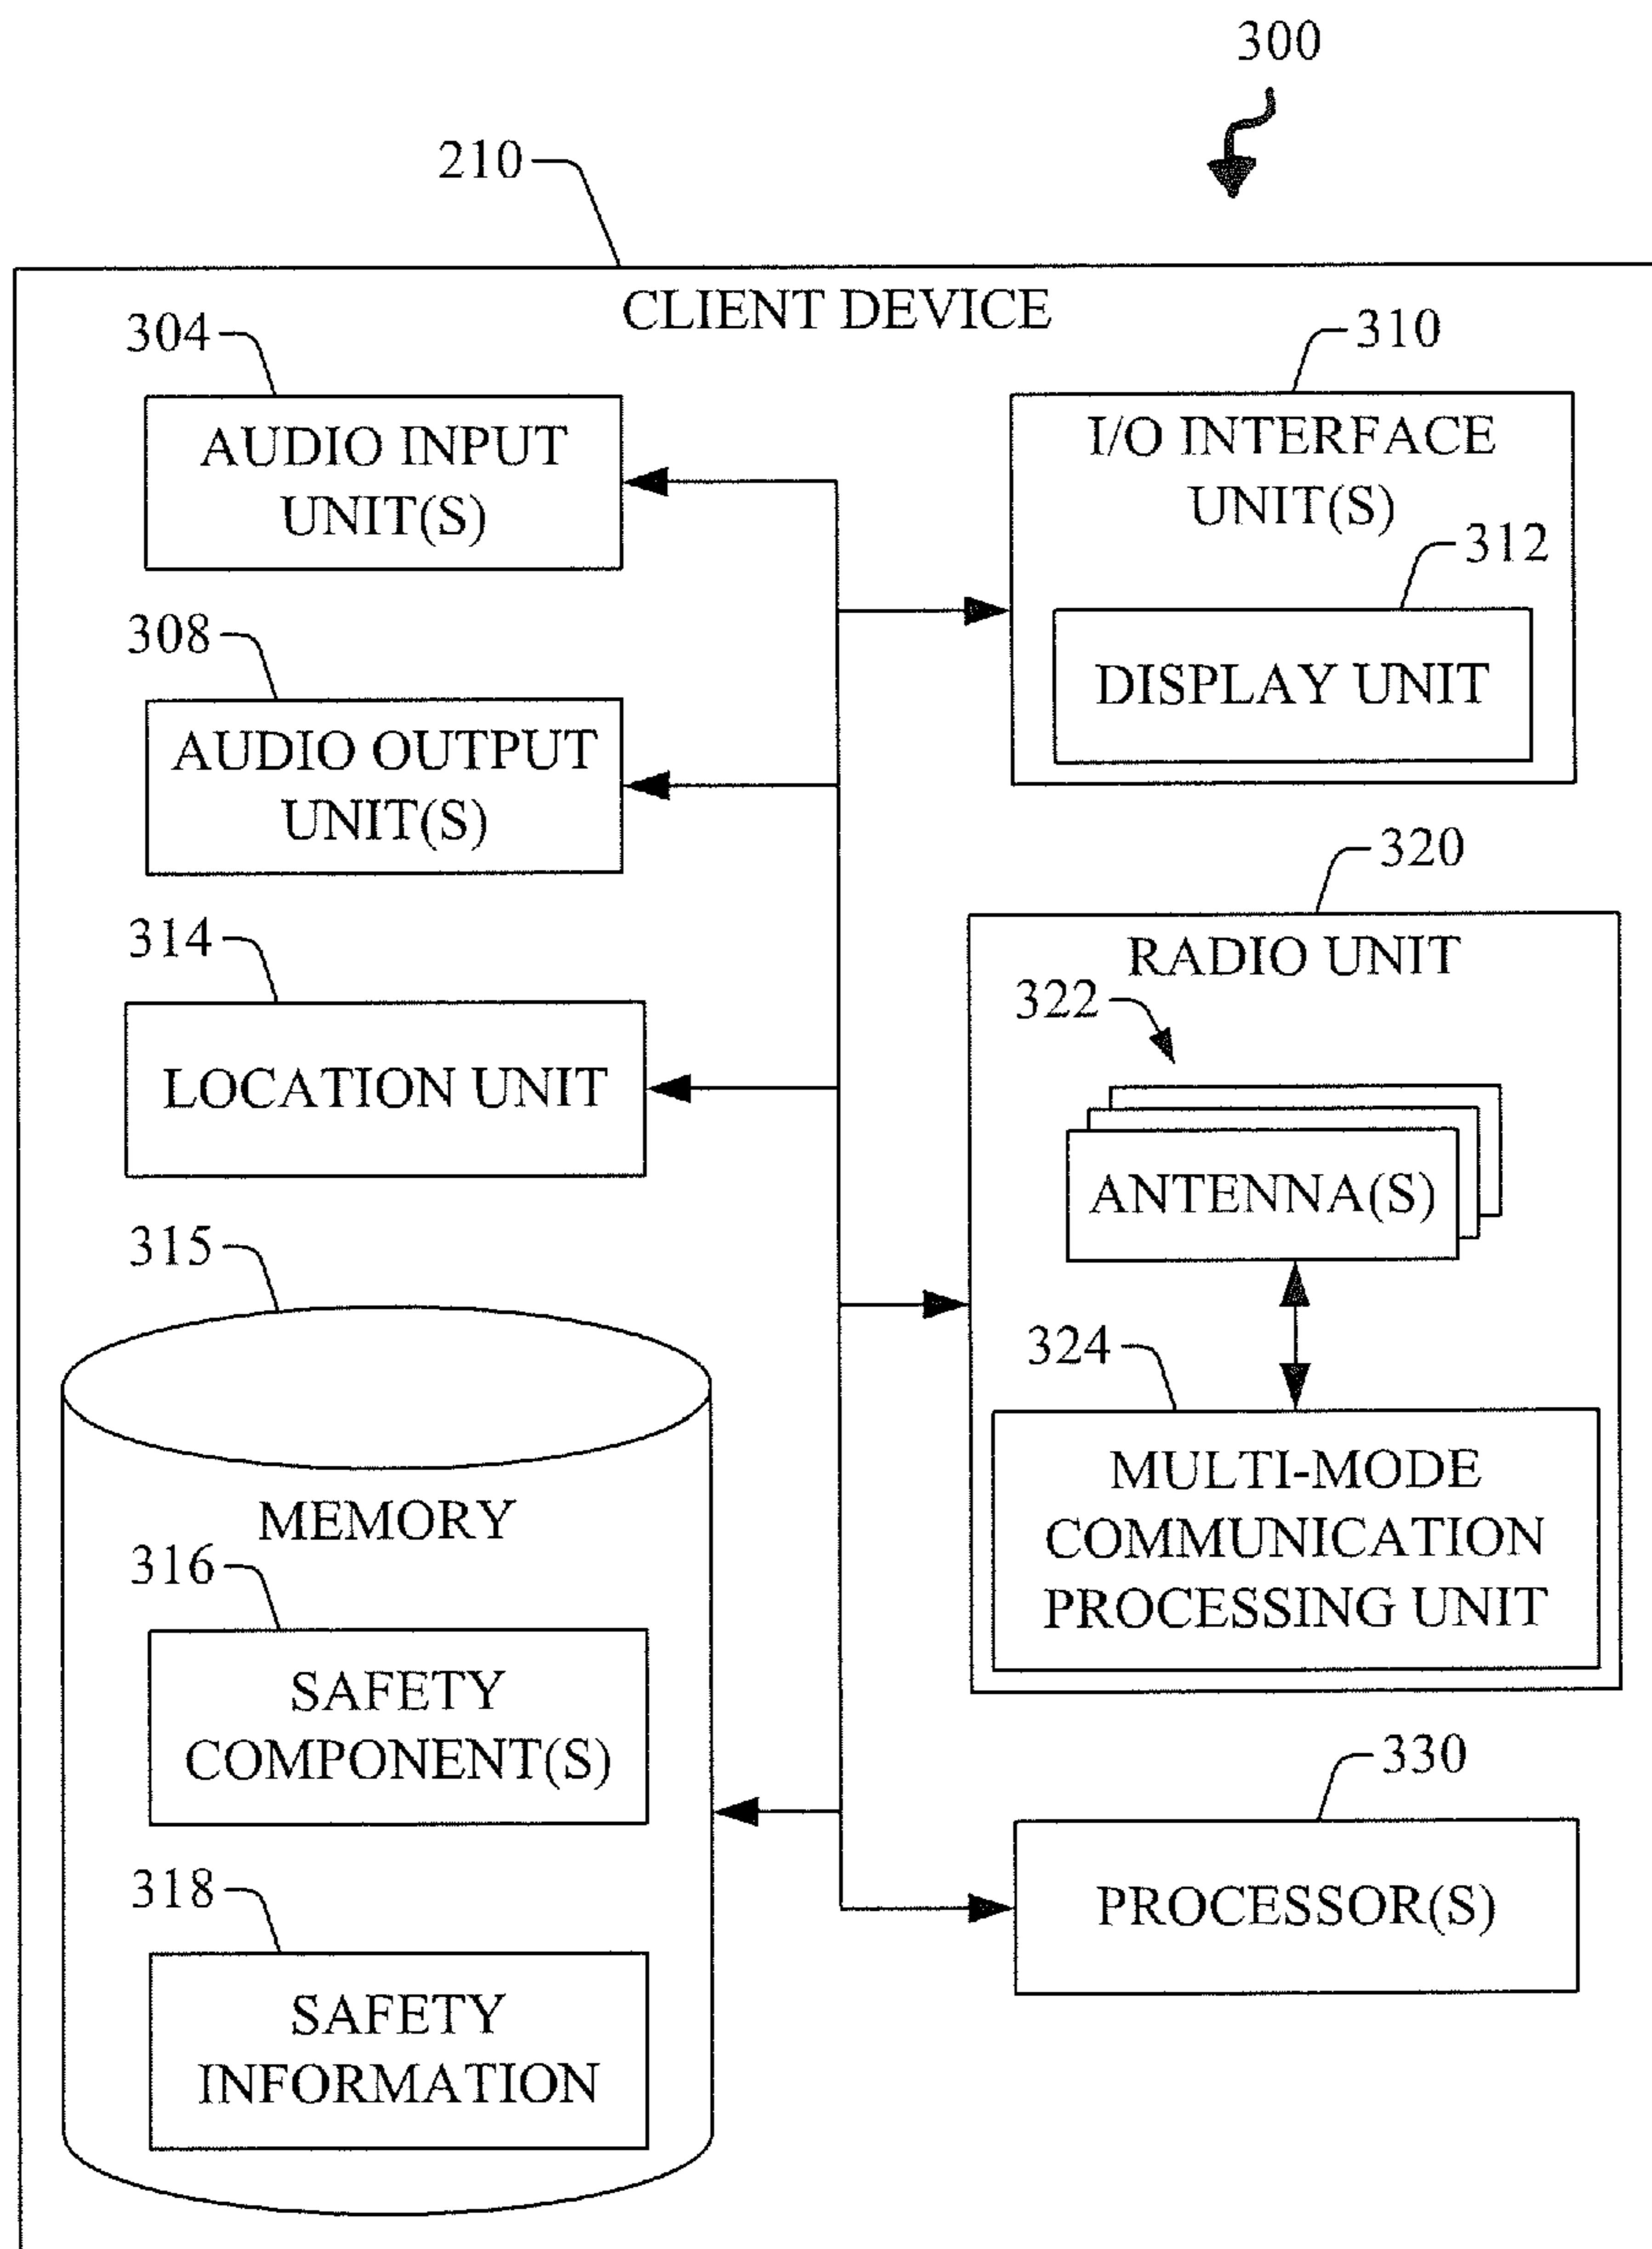 300
210
CLIENT DEVICE
304
310
AUDIO INPUT
UNIT(S)
I/O INTERFACE
UNIT(S)
312
DISPLAY UNIT
308
AUDIO OUTPUT
UNIT(S)
320
RADIO UNIT
314
LOCATION UNIT
322
ANTENNA(S)
315
324
MULTI-MODE
COMMUNICATION
PROCESSING UNIT
MEMORY
316
SAFETY
COMPONENT(S)
330
PROCESSOR(S)
318
SAFETY
INFORMATION